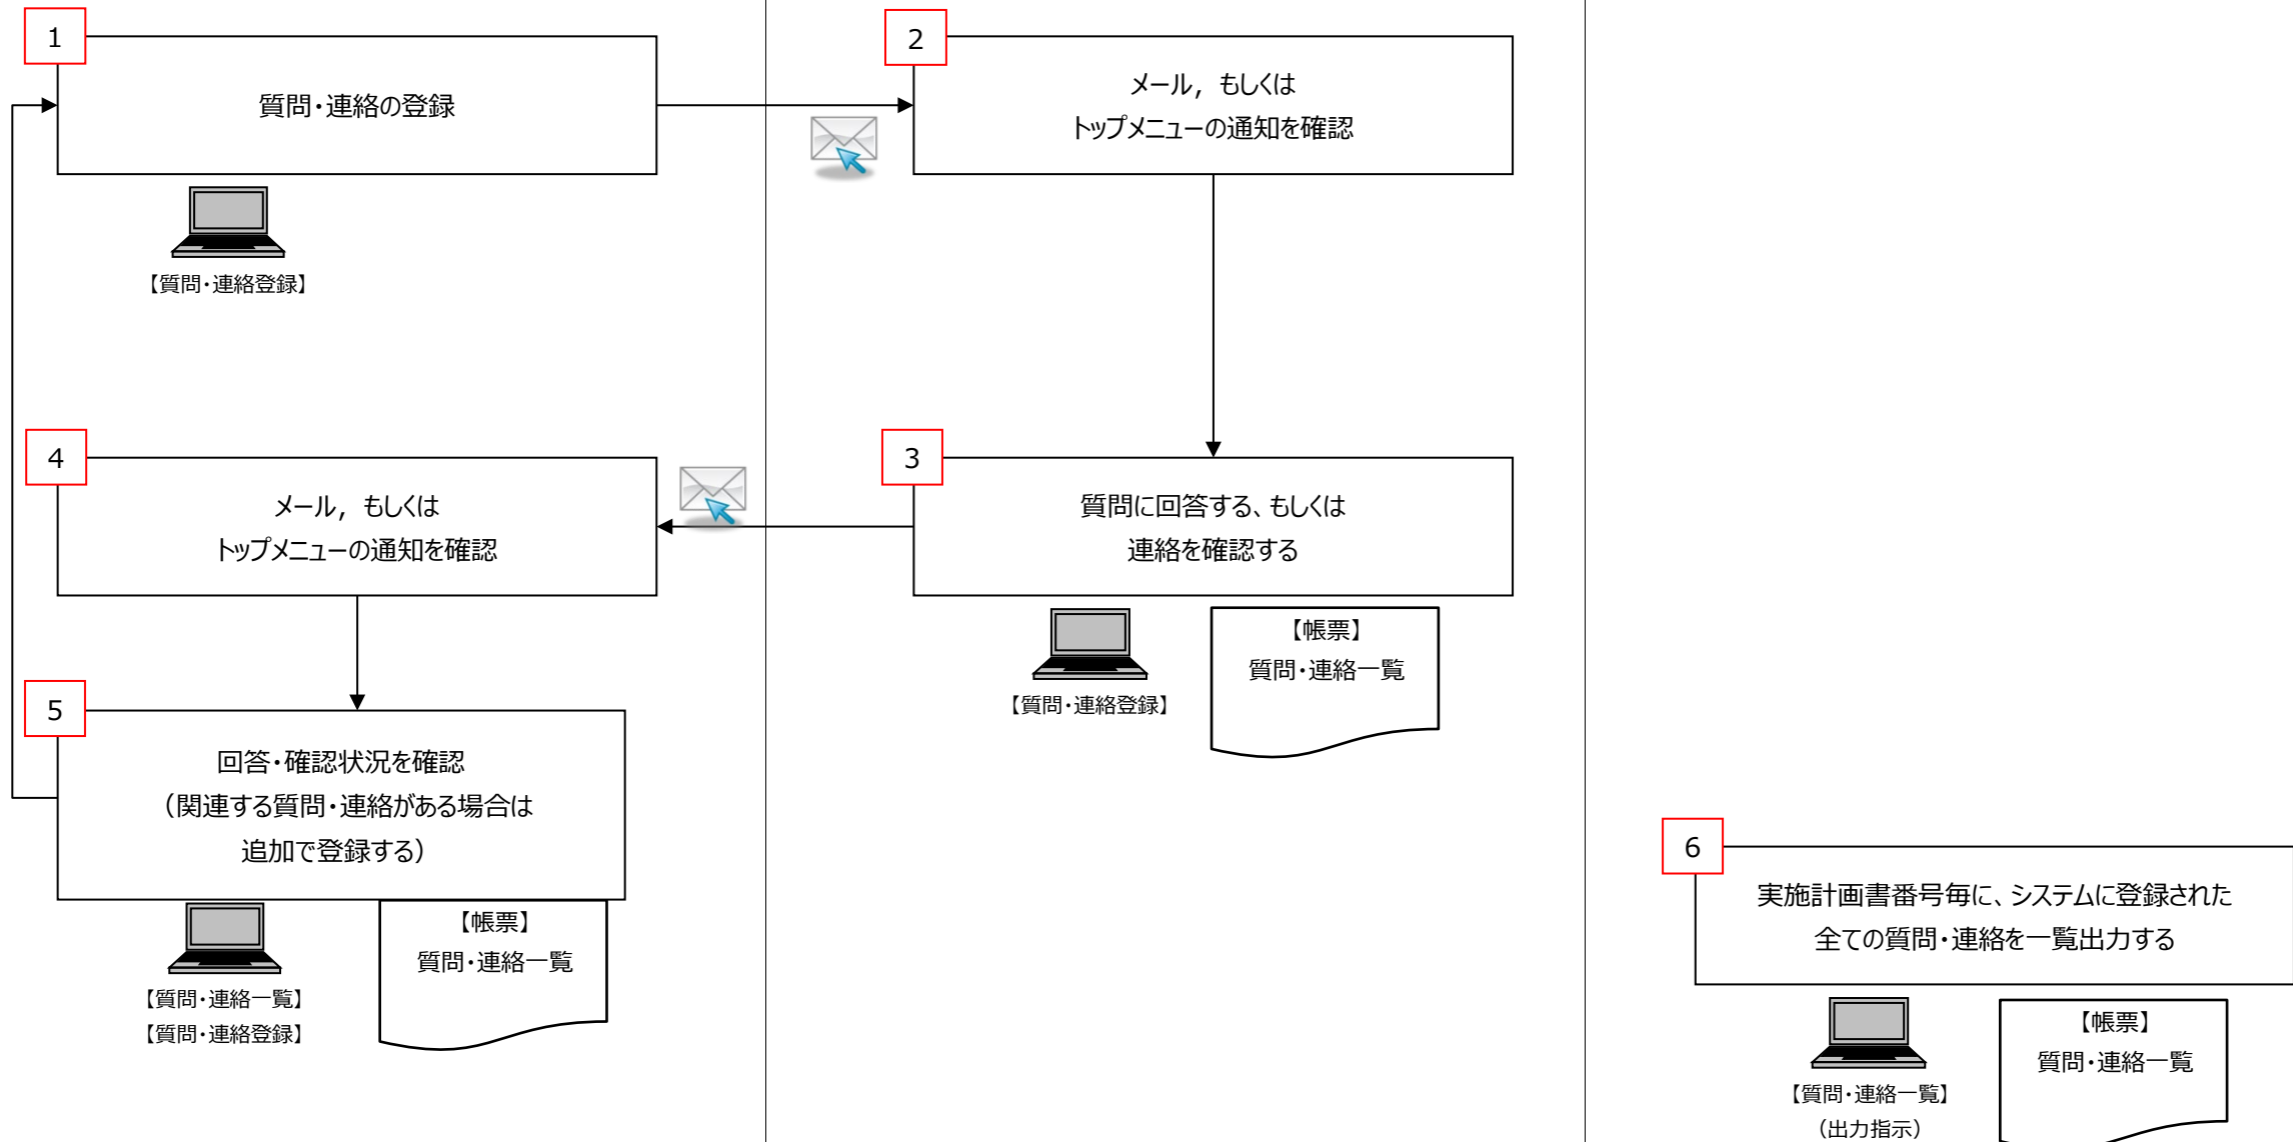 1
質問・連絡の登録
【質問・連絡登録】
2
メール，もしくは
トップメニューの通知を確認
3
質問に回答する、もしくは
連絡を確認する
【質問・連絡登録】
【帳票】
質問・連絡一覧
4
メール，もしくは
トップメニューの通知を確認
5
回答・確認状況を確認
（関連する質問・連絡がある場合は
追加で登録する）
【質問・連絡一覧】
【質問・連絡登録】
【帳票】
質問・連絡一覧
6
実施計画書番号毎に、システムに登録された
全ての質問・連絡を一覧出力する
【質問・連絡一覧】
（出力指示）
【帳票】
質問・連絡一覧